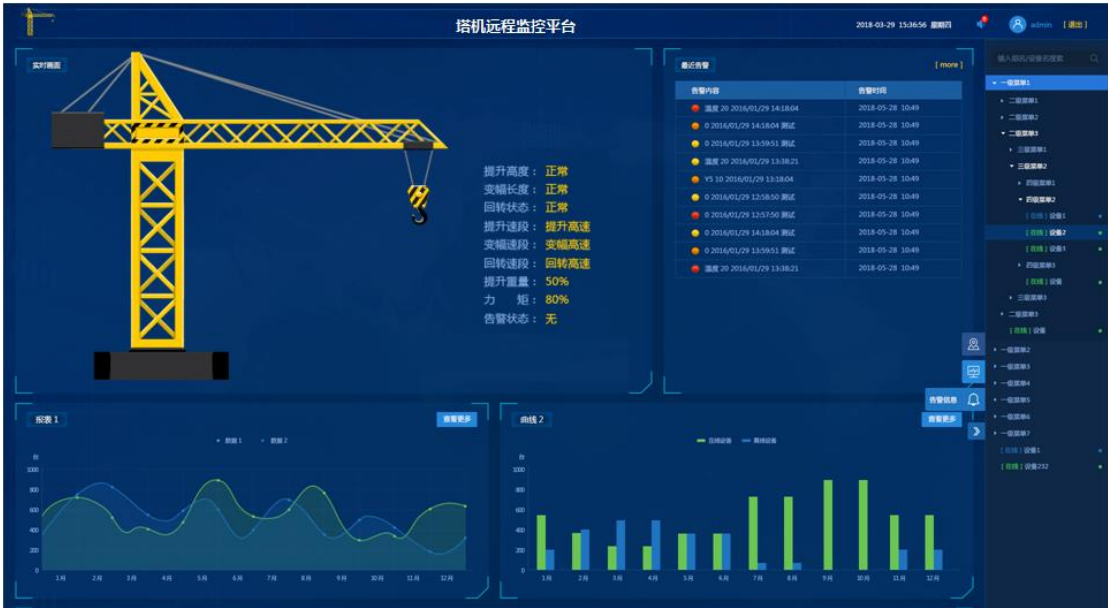 塔机远程监控平台
2018-03-29 15:36:56 星期四
admin
[退出]
实时画面
提升高度： 正常
变幅长度： 正常
回转状态： 正常
提升速段： 提升高速
变幅速段： 变幅高速
回转速段： 回转高速
提升重量： 50%
力 矩： 80%
告警状态： 无
最近告警
[ more ]
告警内容 告警时间
温度 20 2016/01/29 14:18:04 2018-05-28 10:49
0 2016/01/29 14:18:04 测试 2018-05-28 10:49
0 2016/01/29 13:59:51 测试 2018-05-28 10:49
温度 20 2016/01/29 13:38:21 2018-05-28 10:49
Y5 10 2016/01/29 13:18:04 2018-05-28 10:49
0 2016/01/29 12:58:50 测试 2018-05-28 10:49
0 2016/01/29 12:57:50 测试 2018-05-28 10:49
0 2016/01/29 14:18:04 测试 2018-05-28 10:49
0 2016/01/29 13:59:51 测试 2018-05-28 10:49
温度 20 2016/01/29 13:38:21 2018-05-28 10:49
告警信息
报表 1
查看更多
数据 1 数据 2
台
1000
800
600
400
200
0
1月 2月 3月 4月 5月 6月 7月 8月 9月 10月 11月 12月
曲线 2
查看更多
在线设备 离线设备
台
1000
800
600
400
200
0
1月 2月 3月 4月 5月 6月 7月 8月 9月 10月 11月 12月
一级菜单1
二级菜单1
二级菜单2
二级菜单3
三级菜单1
三级菜单2
四级菜单1
四级菜单2
[在线] 设备1
[在线] 设备2
[在线] 设备3
四级菜单3
[在线] 设备
三级菜单3
二级菜单3
[在线] 设备
一级菜单2
一级菜单3
一级菜单4
一级菜单5
一级菜单6
一级菜单7
[在线] 设备1
[在线] 设备232